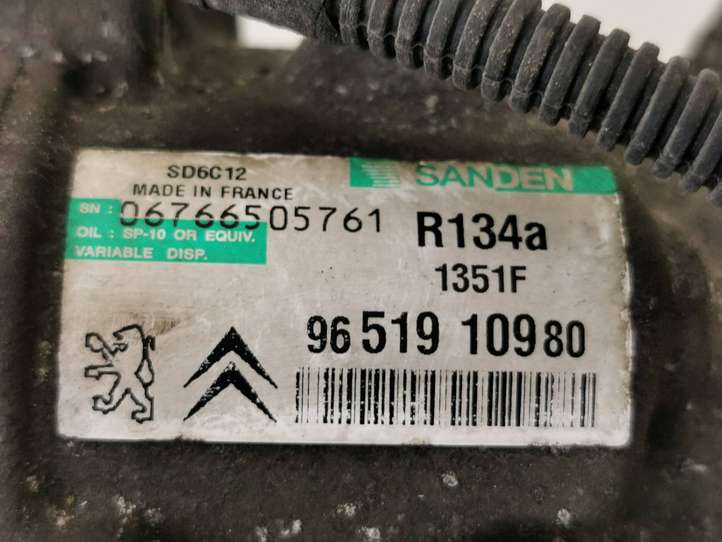 SD6C12
SANDEN
MADE IN FRANCE
SN : 06766505761
OIL : SP-10 OR EQUIV.
VARIABLE DISP.
R134a
1351F
96 519 109 80